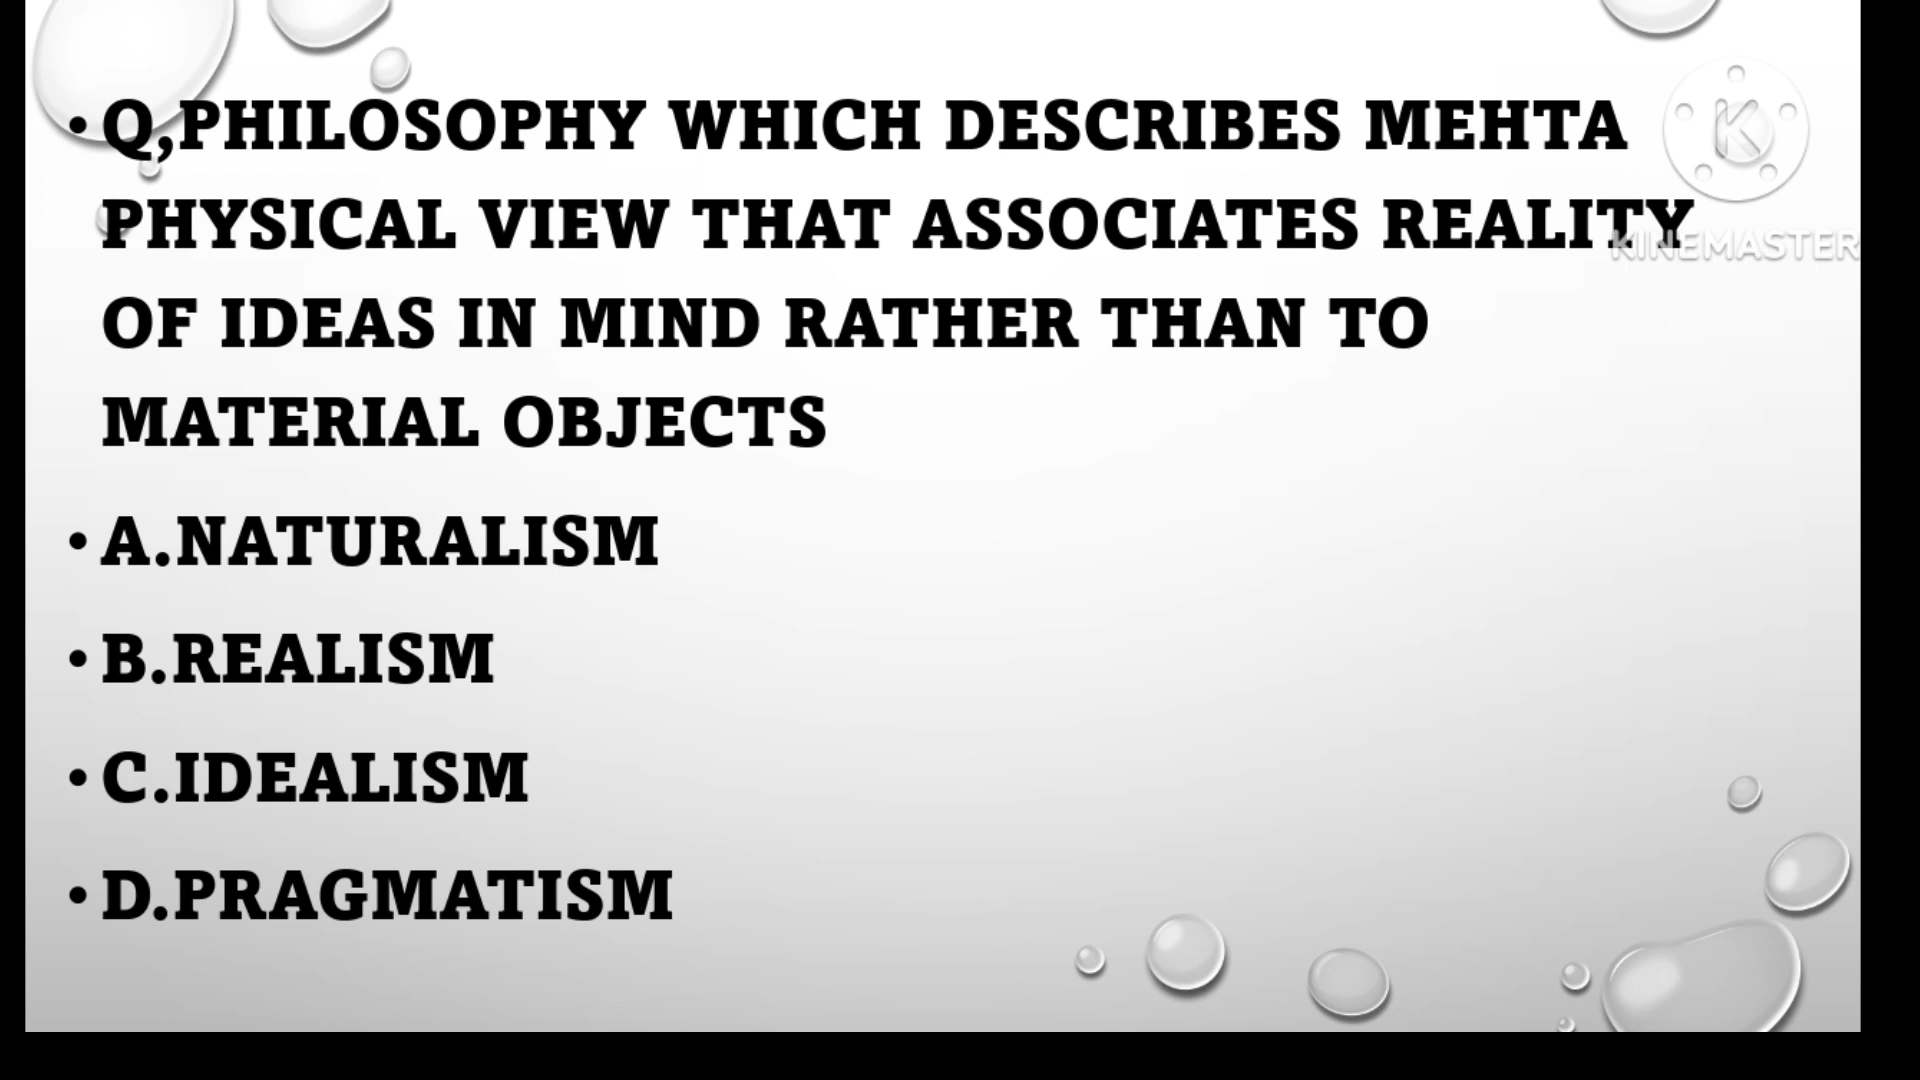 • Q,PHILOSOPHY WHICH DESCRIBES MEHTA
PHYSICAL VIEW THAT ASSOCIATES REALITY
OF IDEAS IN MIND RATHER THAN TO
MATERIAL OBJECTS
• A.NATURALISM
• B.REALISM
• C.IDEALISM
• D.PRAGMATISM
K
KINEMASTER